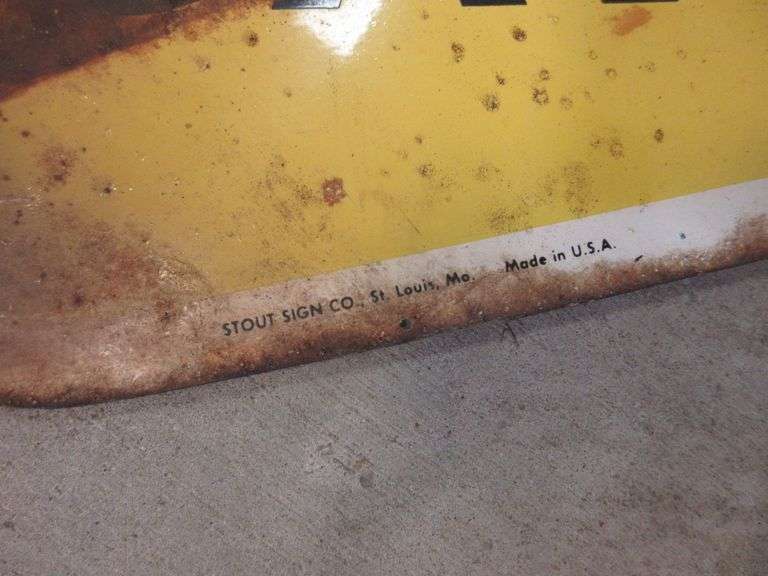 STOUT SIGN CO., St. Louis, Mo. Made in U.S.A.